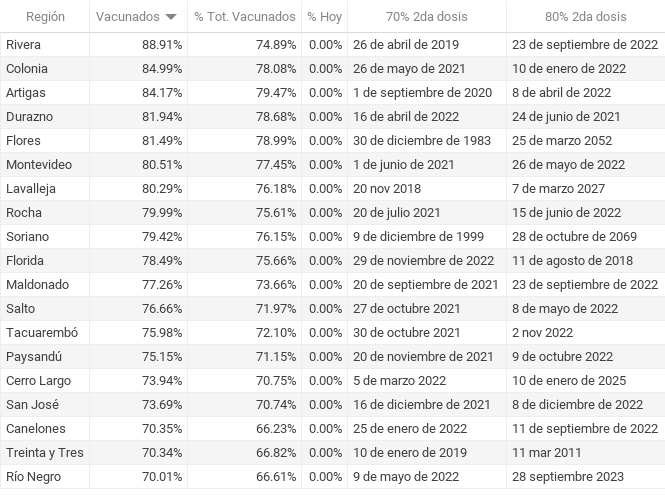 Región Vacunados % Tot. Vacunados % Hoy 70% 2da dosis 80% 2da dosis
Rivera 88.91% 74.89% 0.00% 26 de abril de 2019 23 de septiembre de 2022
Colonia 84.99% 78.08% 0.00% 26 de mayo de 2021 10 de enero de 2022
Artigas 84.17% 79.47% 0.00% 1 de septiembre de 2020 8 de abril de 2022
Durazno 81.94% 78.68% 0.00% 16 de abril de 2022 24 de junio de 2021
Flores 81.49% 78.99% 0.00% 30 de diciembre de 1983 25 de marzo 2052
Montevideo 80.51% 77.45% 0.00% 1 de junio de 2021 26 de mayo de 2022
Lavalleja 80.29% 76.18% 0.00% 20 nov 2018 7 de marzo 2027
Rocha 79.99% 75.61% 0.00% 20 de julio 2021 15 de junio de 2022
Soriano 79.42% 76.15% 0.00% 9 de diciembre de 1999 28 de octubre de 2069
Florida 78.49% 75.66% 0.00% 29 de noviembre de 2022 11 de agosto de 2018
Maldonado 77.26% 73.66% 0.00% 20 de septiembre de 2021 23 de septiembre de 2022
Salto 76.66% 71.97% 0.00% 27 de octubre 2021 8 de mayo de 2022
Tacuarembó 75.98% 72.10% 0.00% 30 de octubre 2021 2 nov 2022
Paysandú 75.15% 71.15% 0.00% 20 de noviembre de 2021 9 de octubre 2022
Cerro Largo 73.94% 70.75% 0.00% 5 de marzo 2022 10 de enero de 2025
San José 73.69% 70.74% 0.00% 16 de diciembre de 2021 8 de diciembre de 2022
Canelones 70.35% 66.23% 0.00% 25 de enero de 2022 11 de septiembre de 2022
Treinta y Tres 70.34% 66.82% 0.00% 10 de enero de 2019 11 mar 2011
Río Negro 70.01% 66.61% 0.00% 9 de mayo de 2022 28 septiembre 2023